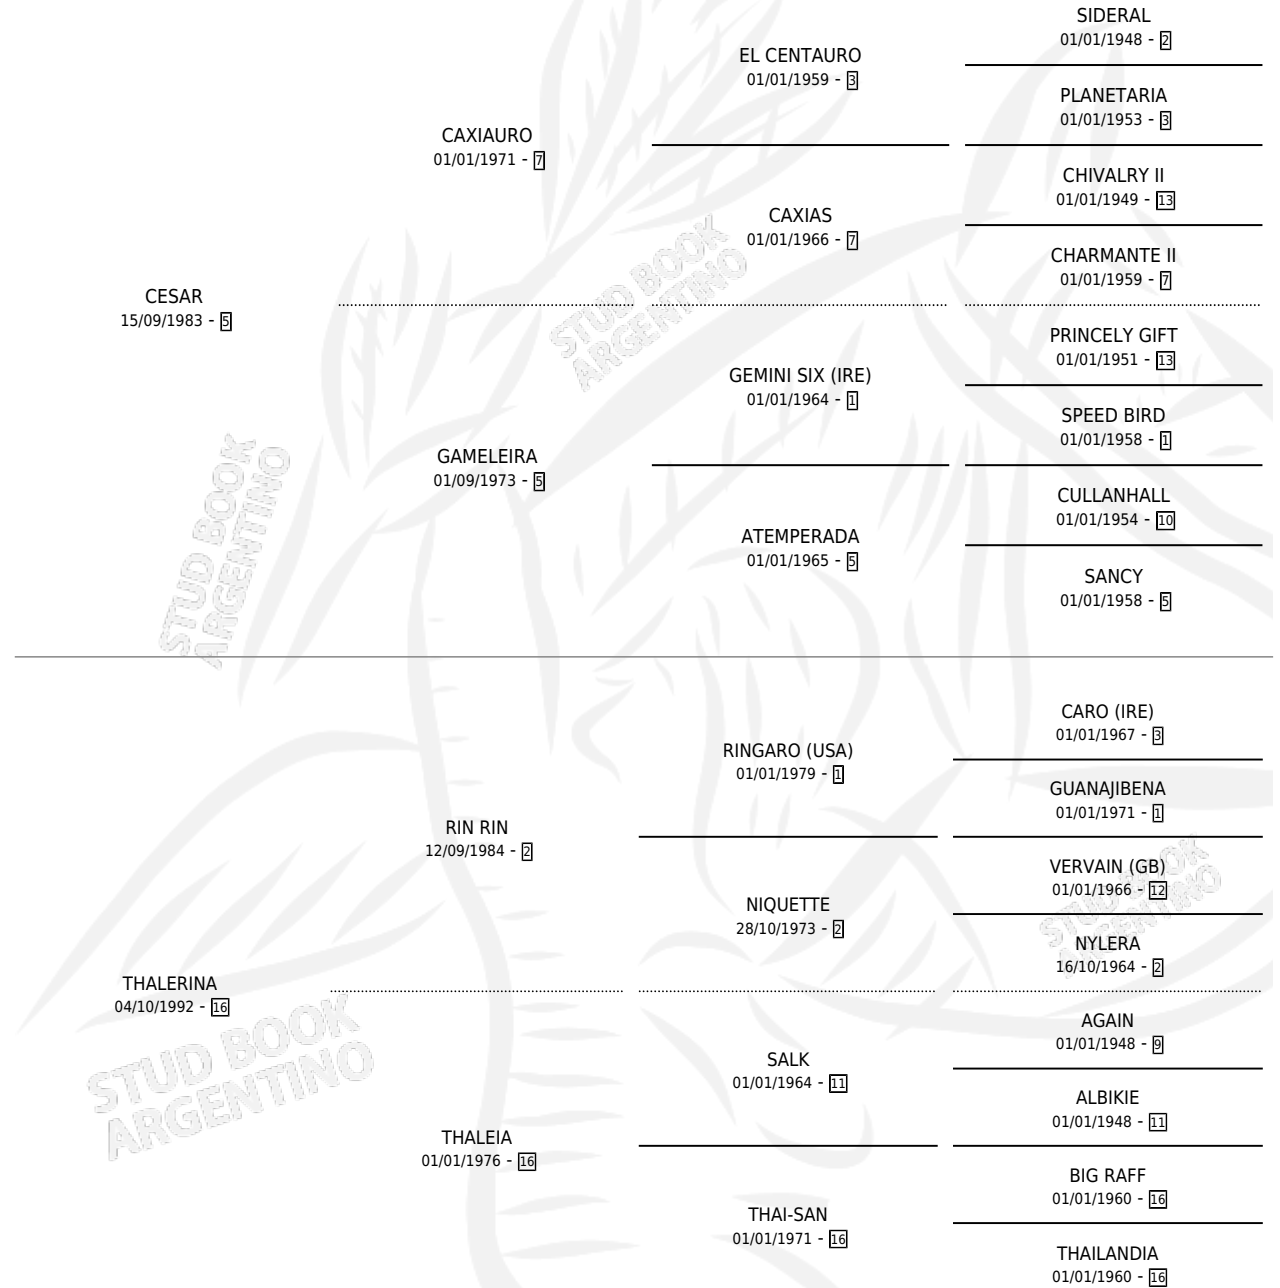 SIDERAL
01/01/1948 - 2
EL CENTAURO
01/01/1959 - 3
PLANETARIA
01/01/1953 - 3
CAXIAURO
01/01/1971 - 7
CHIVALRY II
01/01/1949 - 13
CAXIAS
01/01/1966 - 7
CHARMANTE II
01/01/1959 - 7
CESAR
15/09/1983 - 5
PRINCELY GIFT
01/01/1951 - 13
GEMINI SIX (IRE)
01/01/1964 - 1
SPEED BIRD
01/01/1958 - 1
GAMELEIRA
01/09/1973 - 5
CULLANHALL
01/01/1954 - 10
ATEMPERADA
01/01/1965 - 5
SANCY
01/01/1958 - 5
STUD BOOK
ARGENTINO
STUD BOOK
ARGENTINO
CARO (IRE)
01/01/1967 - 3
RINGARO (USA)
01/01/1979 - 1
GUANAJIBENA
01/01/1971 - 1
RIN RIN
12/09/1984 - 2
VERVAIN (GB)
01/01/1966 - 12
NIQUETTE
28/10/1973 - 2
NYLERA
16/10/1964 - 2
THALERINA
04/10/1992 - 16
AGAIN
01/01/1948 - 9
SALK
01/01/1964 - 11
ALBIKIE
01/01/1948 - 11
THALEIA
01/01/1976 - 16
BIG RAFF
01/01/1960 - 16
THAI-SAN
01/01/1971 - 16
THAILANDIA
01/01/1960 - 16
STUD BOOK
ARGENTINO
STUD BOOK
ARGENTINO